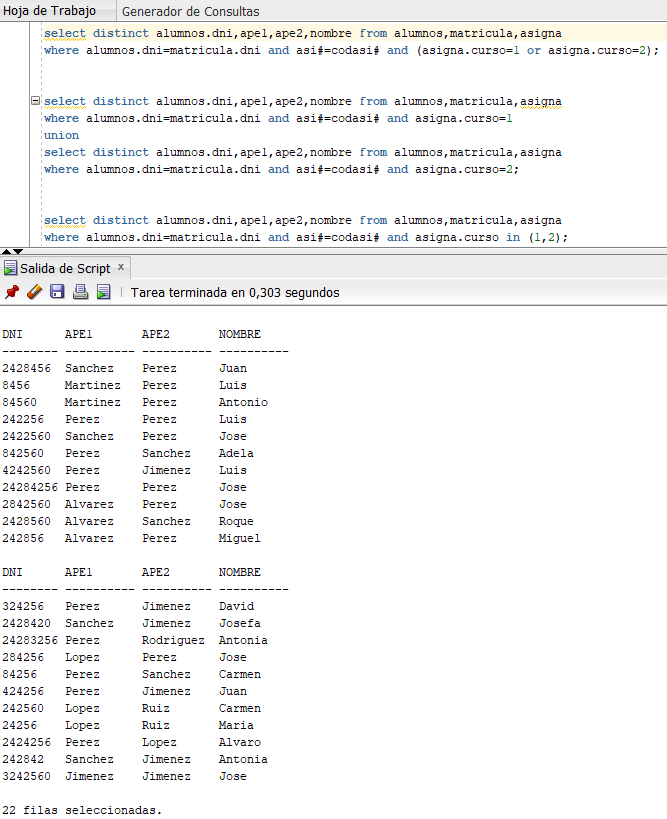 Hoja de Trabajo Generador de Consultas
select distinct alumnos.dni,ape1,ape2,nombre from alumnos,matricula,asigna
where alumnos.dni=matricula.dni and asi#=codasi# and (asigna.curso=1 or asigna.curso=2);
select distinct alumnos.dni,ape1,ape2,nombre from alumnos,matricula,asigna
where alumnos.dni=matricula.dni and asi#=codasi# and asigna.curso=1
union
select distinct alumnos.dni,ape1,ape2,nombre from alumnos,matricula,asigna
where alumnos.dni=matricula.dni and asi#=codasi# and asigna.curso=2;
select distinct alumnos.dni,ape1,ape2,nombre from alumnos,matricula,asigna
where alumnos.dni=matricula.dni and asi#=codasi# and asigna.curso in (1,2);
Salida de Script x
Tarea terminada en 0,303 segundos
DNI APE1 APE2 NOMBRE
-------- ---------- ---------- ----------
2428456 Sanchez Perez Juan
8456 Martinez Perez Luis
84560 Martinez Perez Antonio
242256 Perez Perez Luis
2422560 Sanchez Perez Jose
842560 Perez Sanchez Adela
4242560 Perez Jimenez Luis
24284256 Perez Perez Jose
2842560 Alvarez Perez Jose
2428560 Alvarez Sanchez Roque
242856 Alvarez Perez Miguel
DNI APE1 APE2 NOMBRE
-------- ---------- ---------- ----------
324256 Perez Jimenez David
2428420 Sanchez Jimenez Josefa
24283256 Perez Rodriguez Antonia
284256 Lopez Perez Jose
84256 Perez Sanchez Carmen
424256 Perez Jimenez Juan
242560 Lopez Ruiz Carmen
24256 Lopez Ruiz Maria
2424256 Perez Lopez Alvaro
242842 Sanchez Jimenez Antonia
3242560 Jimenez Jimenez Jose
22 filas seleccionadas.